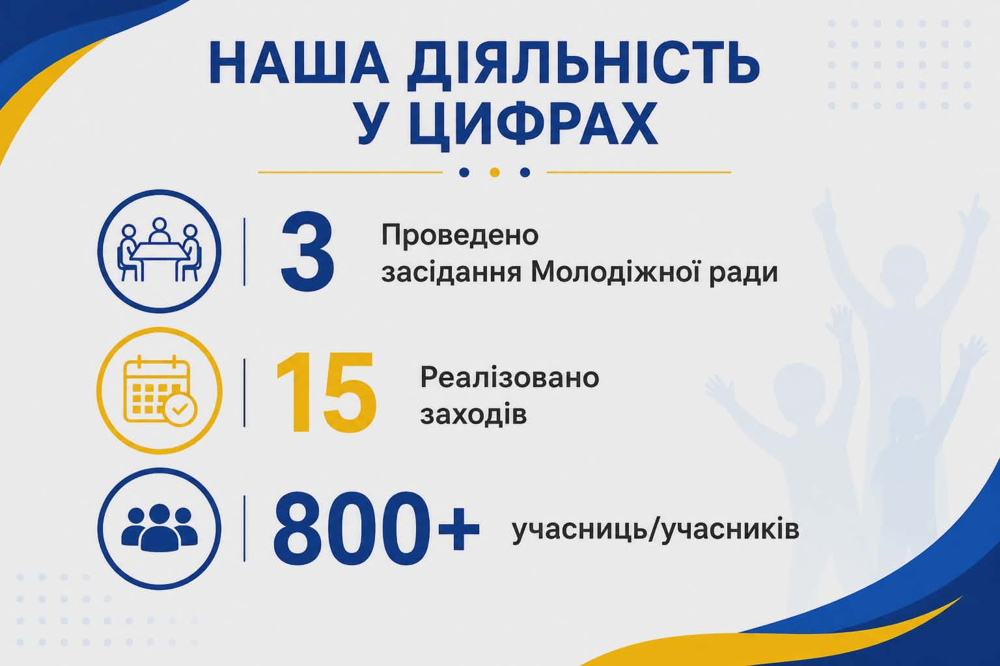 НАША ДІЯЛЬНІСТЬ
У ЦИФРАХ
3
Проведено
засідання Молодіжної ради
15
Реалізовано
заходів
800+
учасниць/учасників